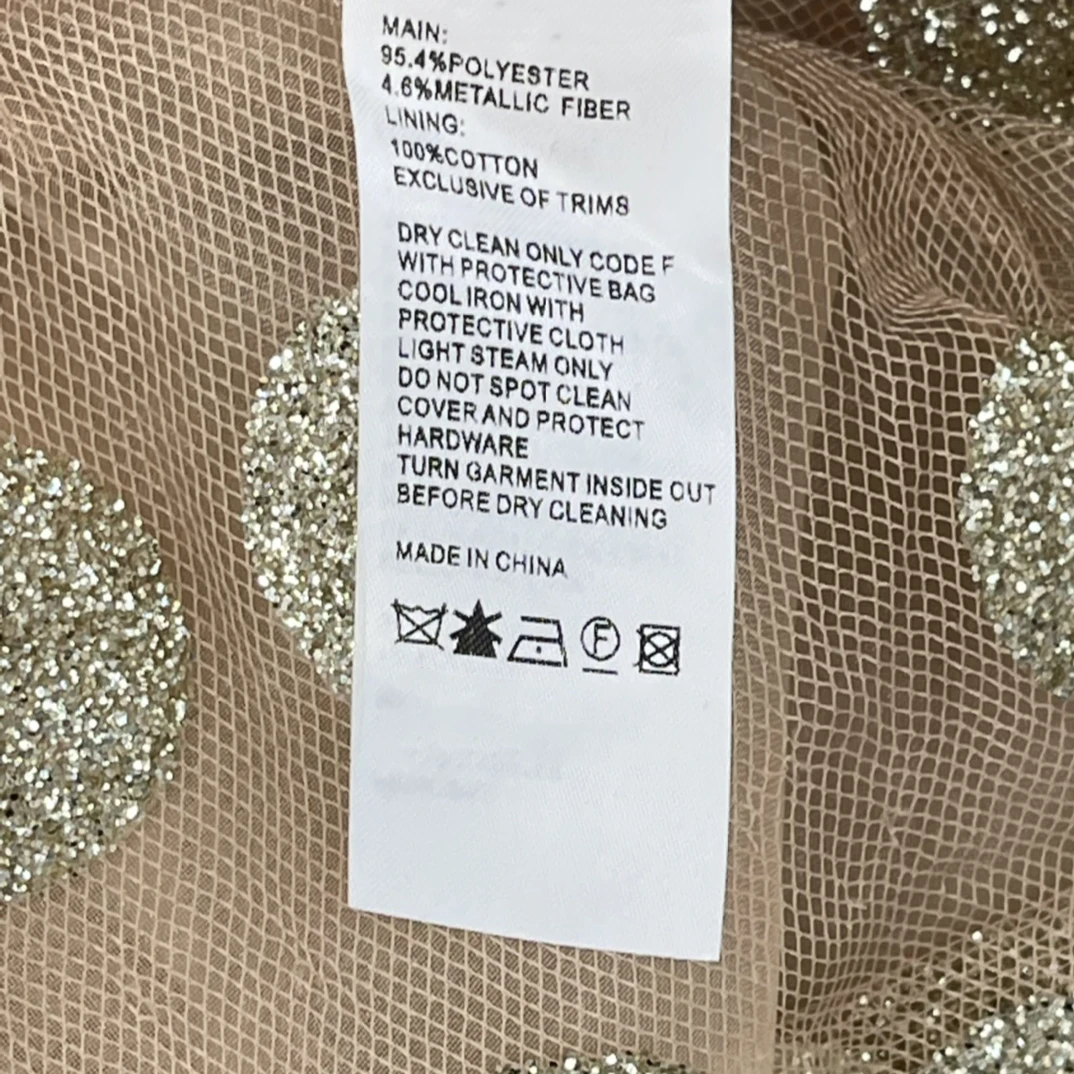 MAIN:
95.4%POLYESTER
4.6%METALLIC FIBER
LINING:
100%COTTON
EXCLUSIVE OF TRIMS
DRY CLEAN ONLY CODE F
WITH PROTECTIVE BAG
COOL IRON WITH
PROTECTIVE CLOTH
LIGHT STEAM ONLY
DO NOT SPOT CLEAN
COVER AND PROTECT
HARDWARE
TURN GARMENT INSIDE OUT
BEFORE DRY CLEANING
MADE IN CHINA
F